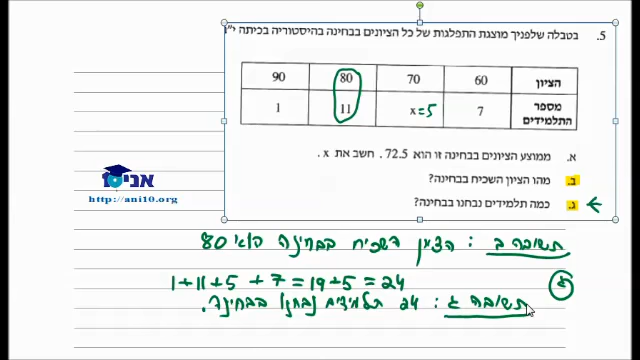 .5 בטבלה שלפניך מוצגת התפלגות של כל הציונים בבחינה בהיסטוריה בכיתה י"ו
הציון 60 70 80 90
מספר התלמידים 7 x=5 11 1
א. ממוצע הציונים בבחינה זו הוא 72.5. חשב את x.
ב. מהו הציון השכיח בבחינה?
ג. כמה תלמידים נבחנו בבחינה? ←
אני10
http://ani10.org
תשובה ב: הציון השכיח בבחינה הוא 80
ג 1+11+5+7=19+5=24
תשובה ג: 24 תלמידים נבחנו בבחינה.